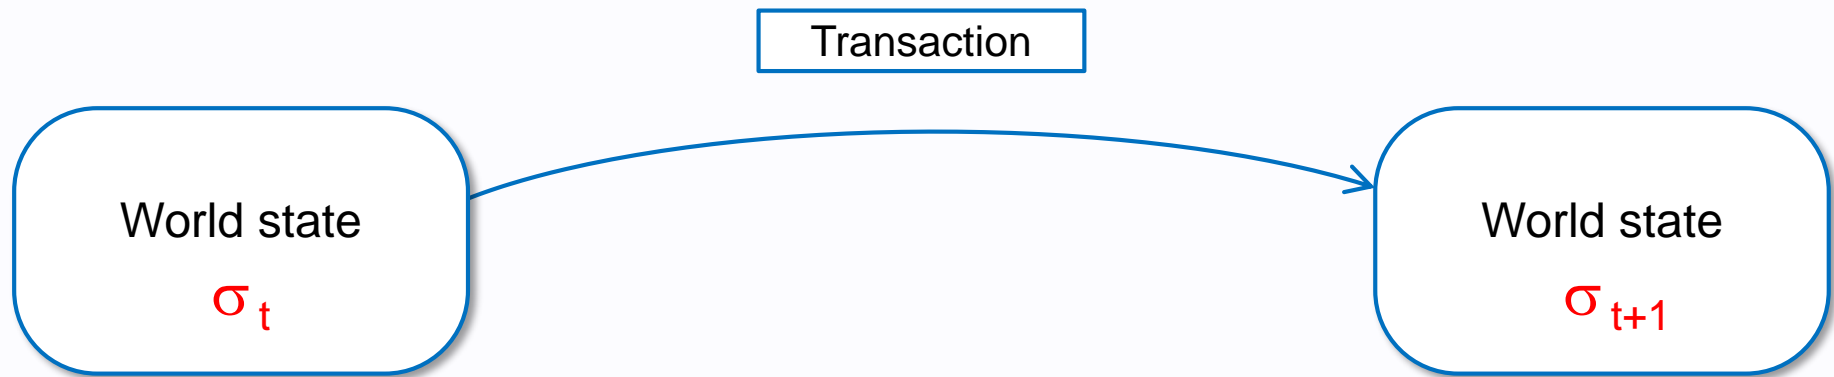 Transaction
World state
σ t
World state
σ t+1